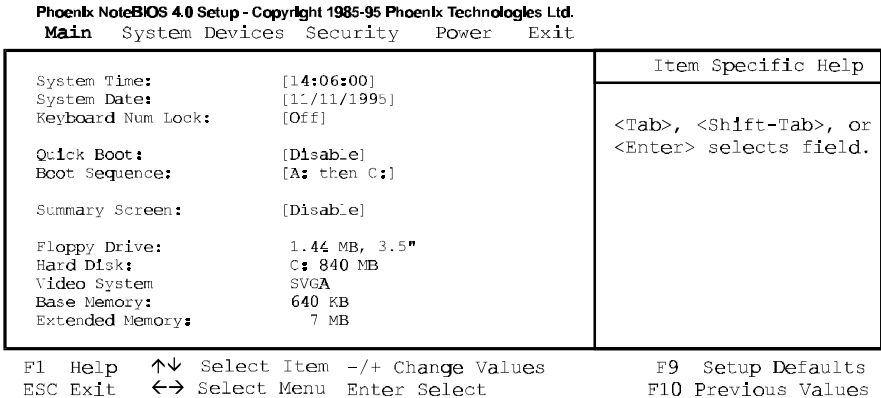 Phoenix NoteBIOS 4.0 Setup - Copyright 1985-95 Phoenix Technologies Ltd.
Main System Devices Security Power Exit
Item Specific Help
System Time: [14:06:00]
System Date: [11/11/1995]
Keyboard Num Lock: [Off]
<Tab>, <Shift-Tab>, or
<Enter> selects field.
Quick Boot: [Disable]
Boot Sequence: [A: then C:]
Summary Screen: [Disable]
Floppy Drive: 1.44 MB, 3.5"
Hard Disk: C: 840 MB
Video System SVGA
Base Memory: 640 KB
Extended Memory: 7 MB
F1 Help ↑↓ Select Item -/+ Change Values F9 Setup Defaults
ESC Exit ←→ Select Menu Enter Select F10 Previous Values